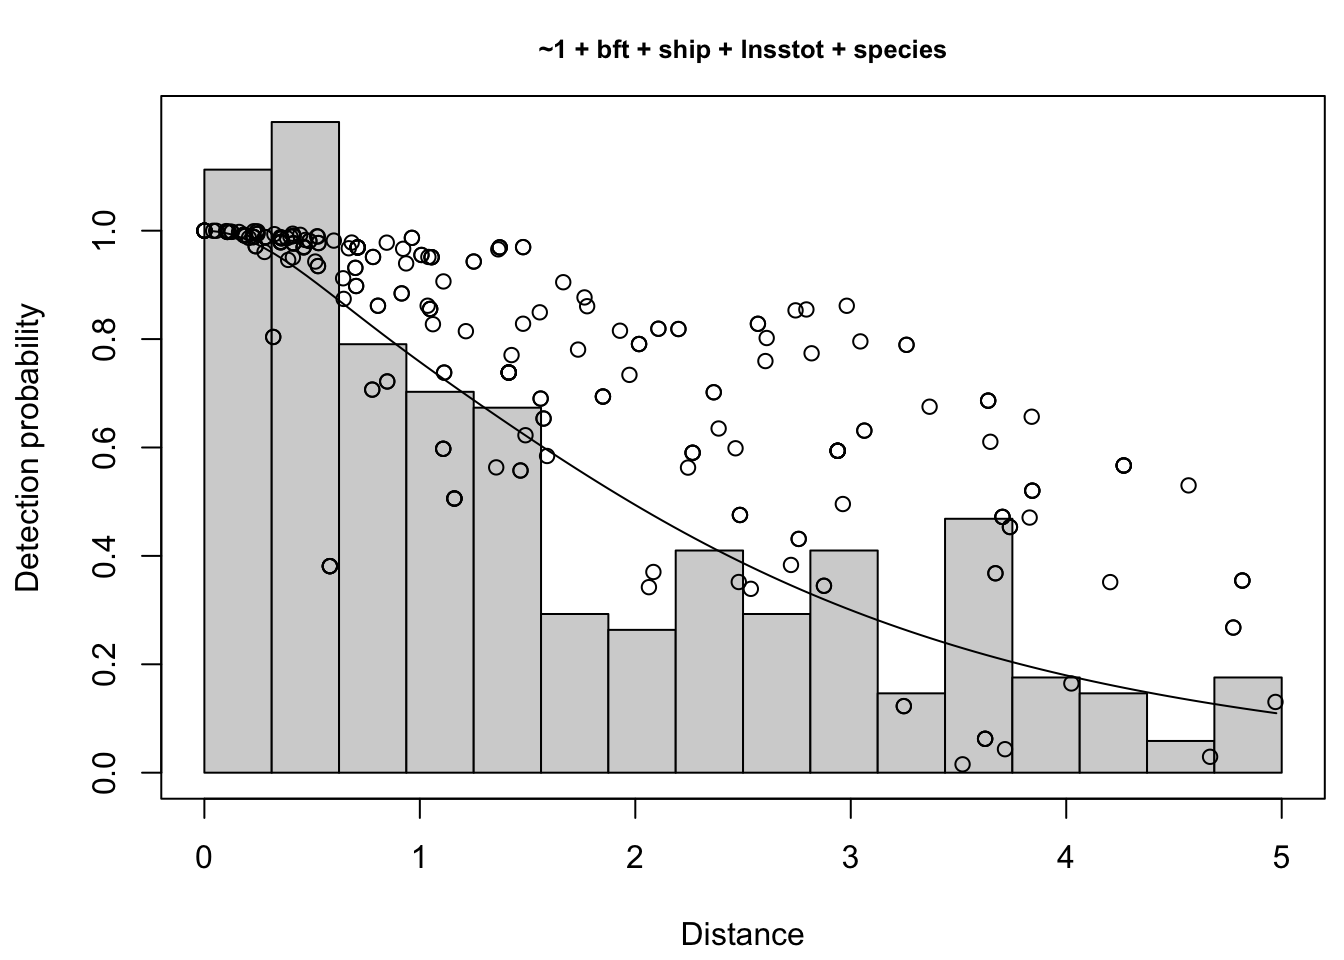 ~1 + bft + ship + lnsstot + species
Detection probability
1.0
0.8
0.6
0.4
0.2
0.0
0 1 2 3 4 5
Distance